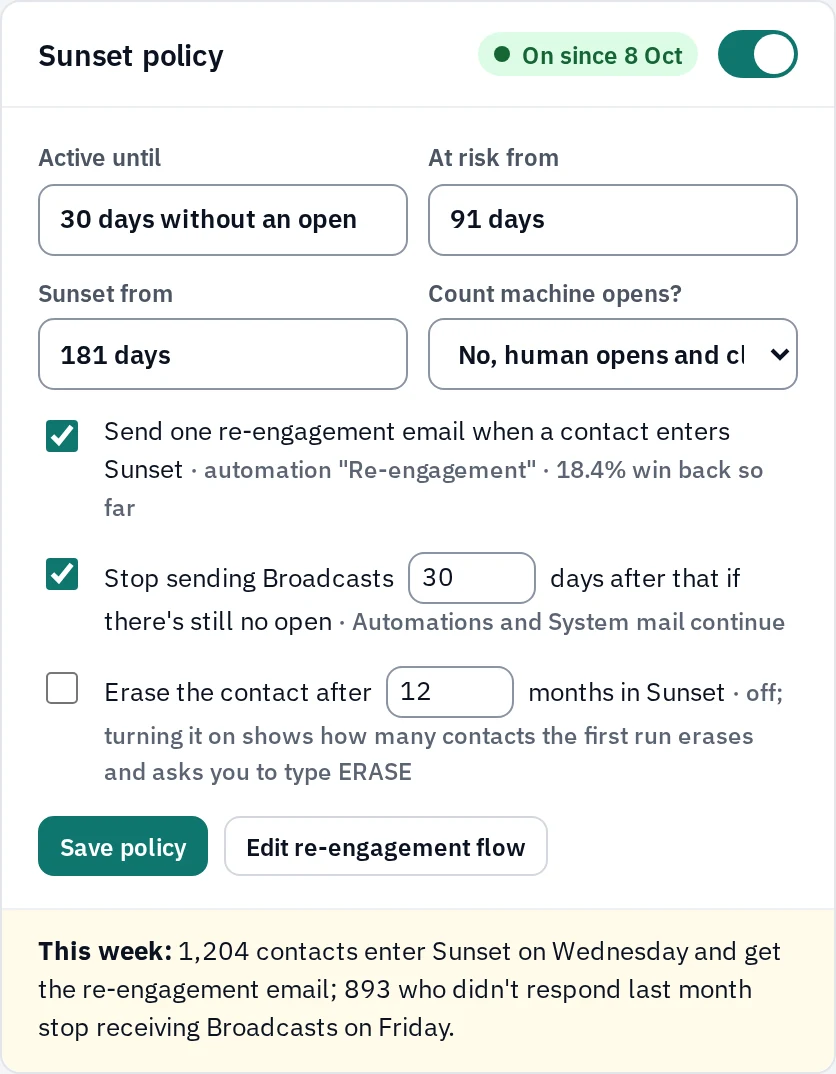 Sunset policy
On since 8 Oct
Active until
At risk from
30 days without an open
91 days
Sunset from
Count machine opens?
181 days
No, human opens and cl
Send one re-engagement email when a contact enters
Sunset · automation "Re-engagement" · 18.4% win back so
far
Stop sending Broadcasts 30 days after that if
there's still no open · Automations and System mail continue
Erase the contact after 12 months in Sunset · off;
turning it on shows how many contacts the first run erases
and asks you to type ERASE
Save policy
Edit re-engagement flow
This week: 1,204 contacts enter Sunset on Wednesday and get
the re-engagement email; 893 who didn't respond last month
stop receiving Broadcasts on Friday.